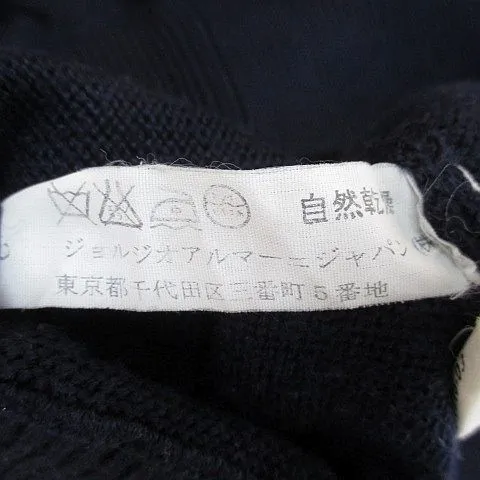 自然乾燥
ジョルジオアルマーニジャパン㈱
東京都千代田区三番町5番地